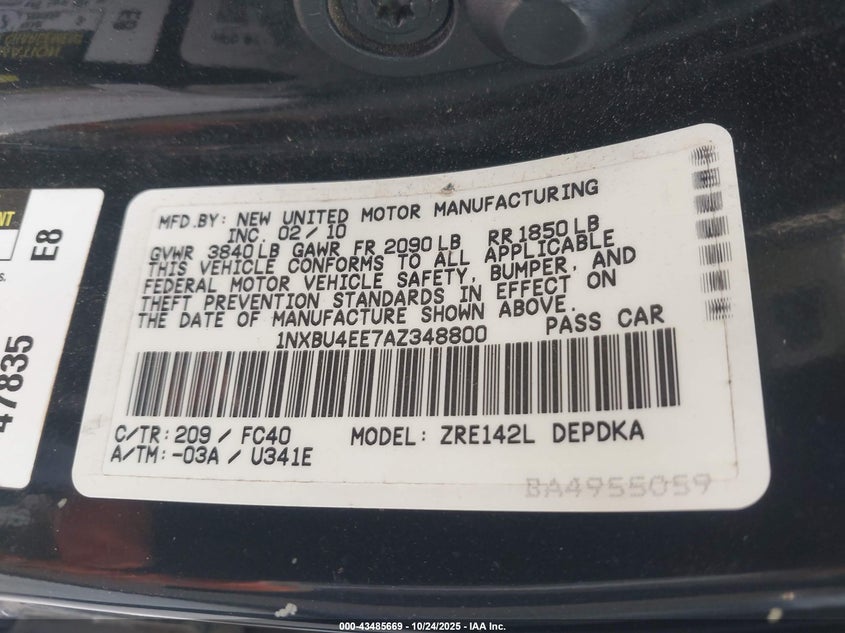 MFD.BY: NEW UNITED MOTOR MANUFACTURING
INC. 02/10
GVWR 3840LB GAWR FR 2090LB RR 1850LB
THIS VEHICLE CONFORMS TO ALL APPLICABLE
FEDERAL MOTOR VEHICLE SAFETY, BUMPER, AND
THEFT PREVENTION STANDARDS IN EFFECT ON
THE DATE OF MANUFACTURE SHOWN ABOVE.
1NXBU4EE7AZ348800 PASS CAR
C/TR: 209 / FC40 MODEL: ZRE142L DEPDKA
A/TM: -03A / U341E
BA4955059
E8
47835
000-43485669 - 10/24/2025 - IAA Inc.